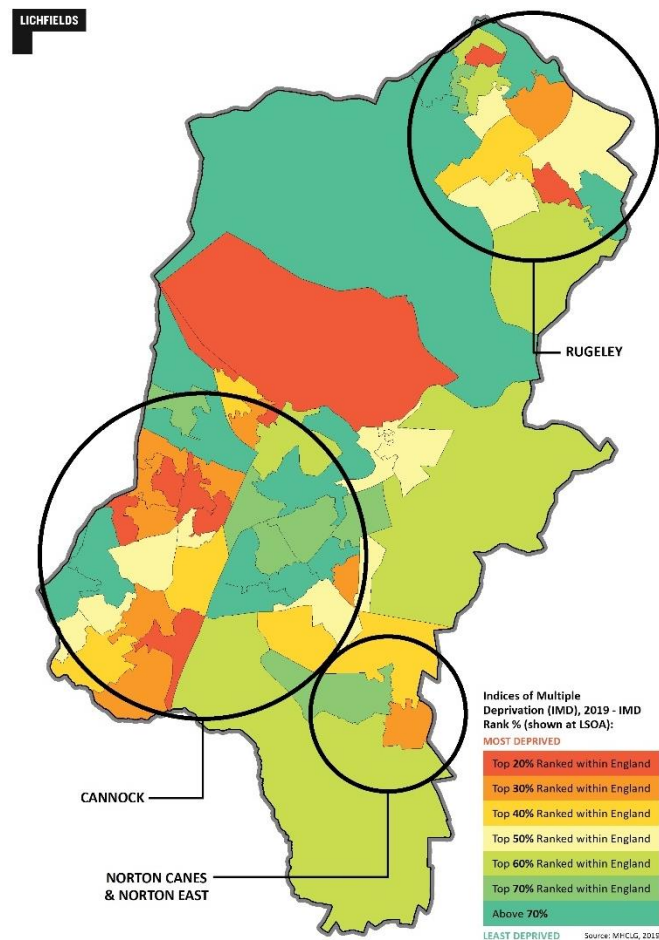 LICHFIELDS
RUGELEY
CANNOCK
NORTON CANES
& NORTON EAST
Indices of Multiple
Deprivation (IMD), 2019 - IMD
Rank % (shown at LSOA):
MOST DEPRIVED
Top 20% Ranked within England
Top 30% Ranked within England
Top 40% Ranked within England
Top 50% Ranked within England
Top 60% Ranked within England
Top 70% Ranked within England
Above 70%
LEAST DEPRIVED Source: MHCLG, 2019